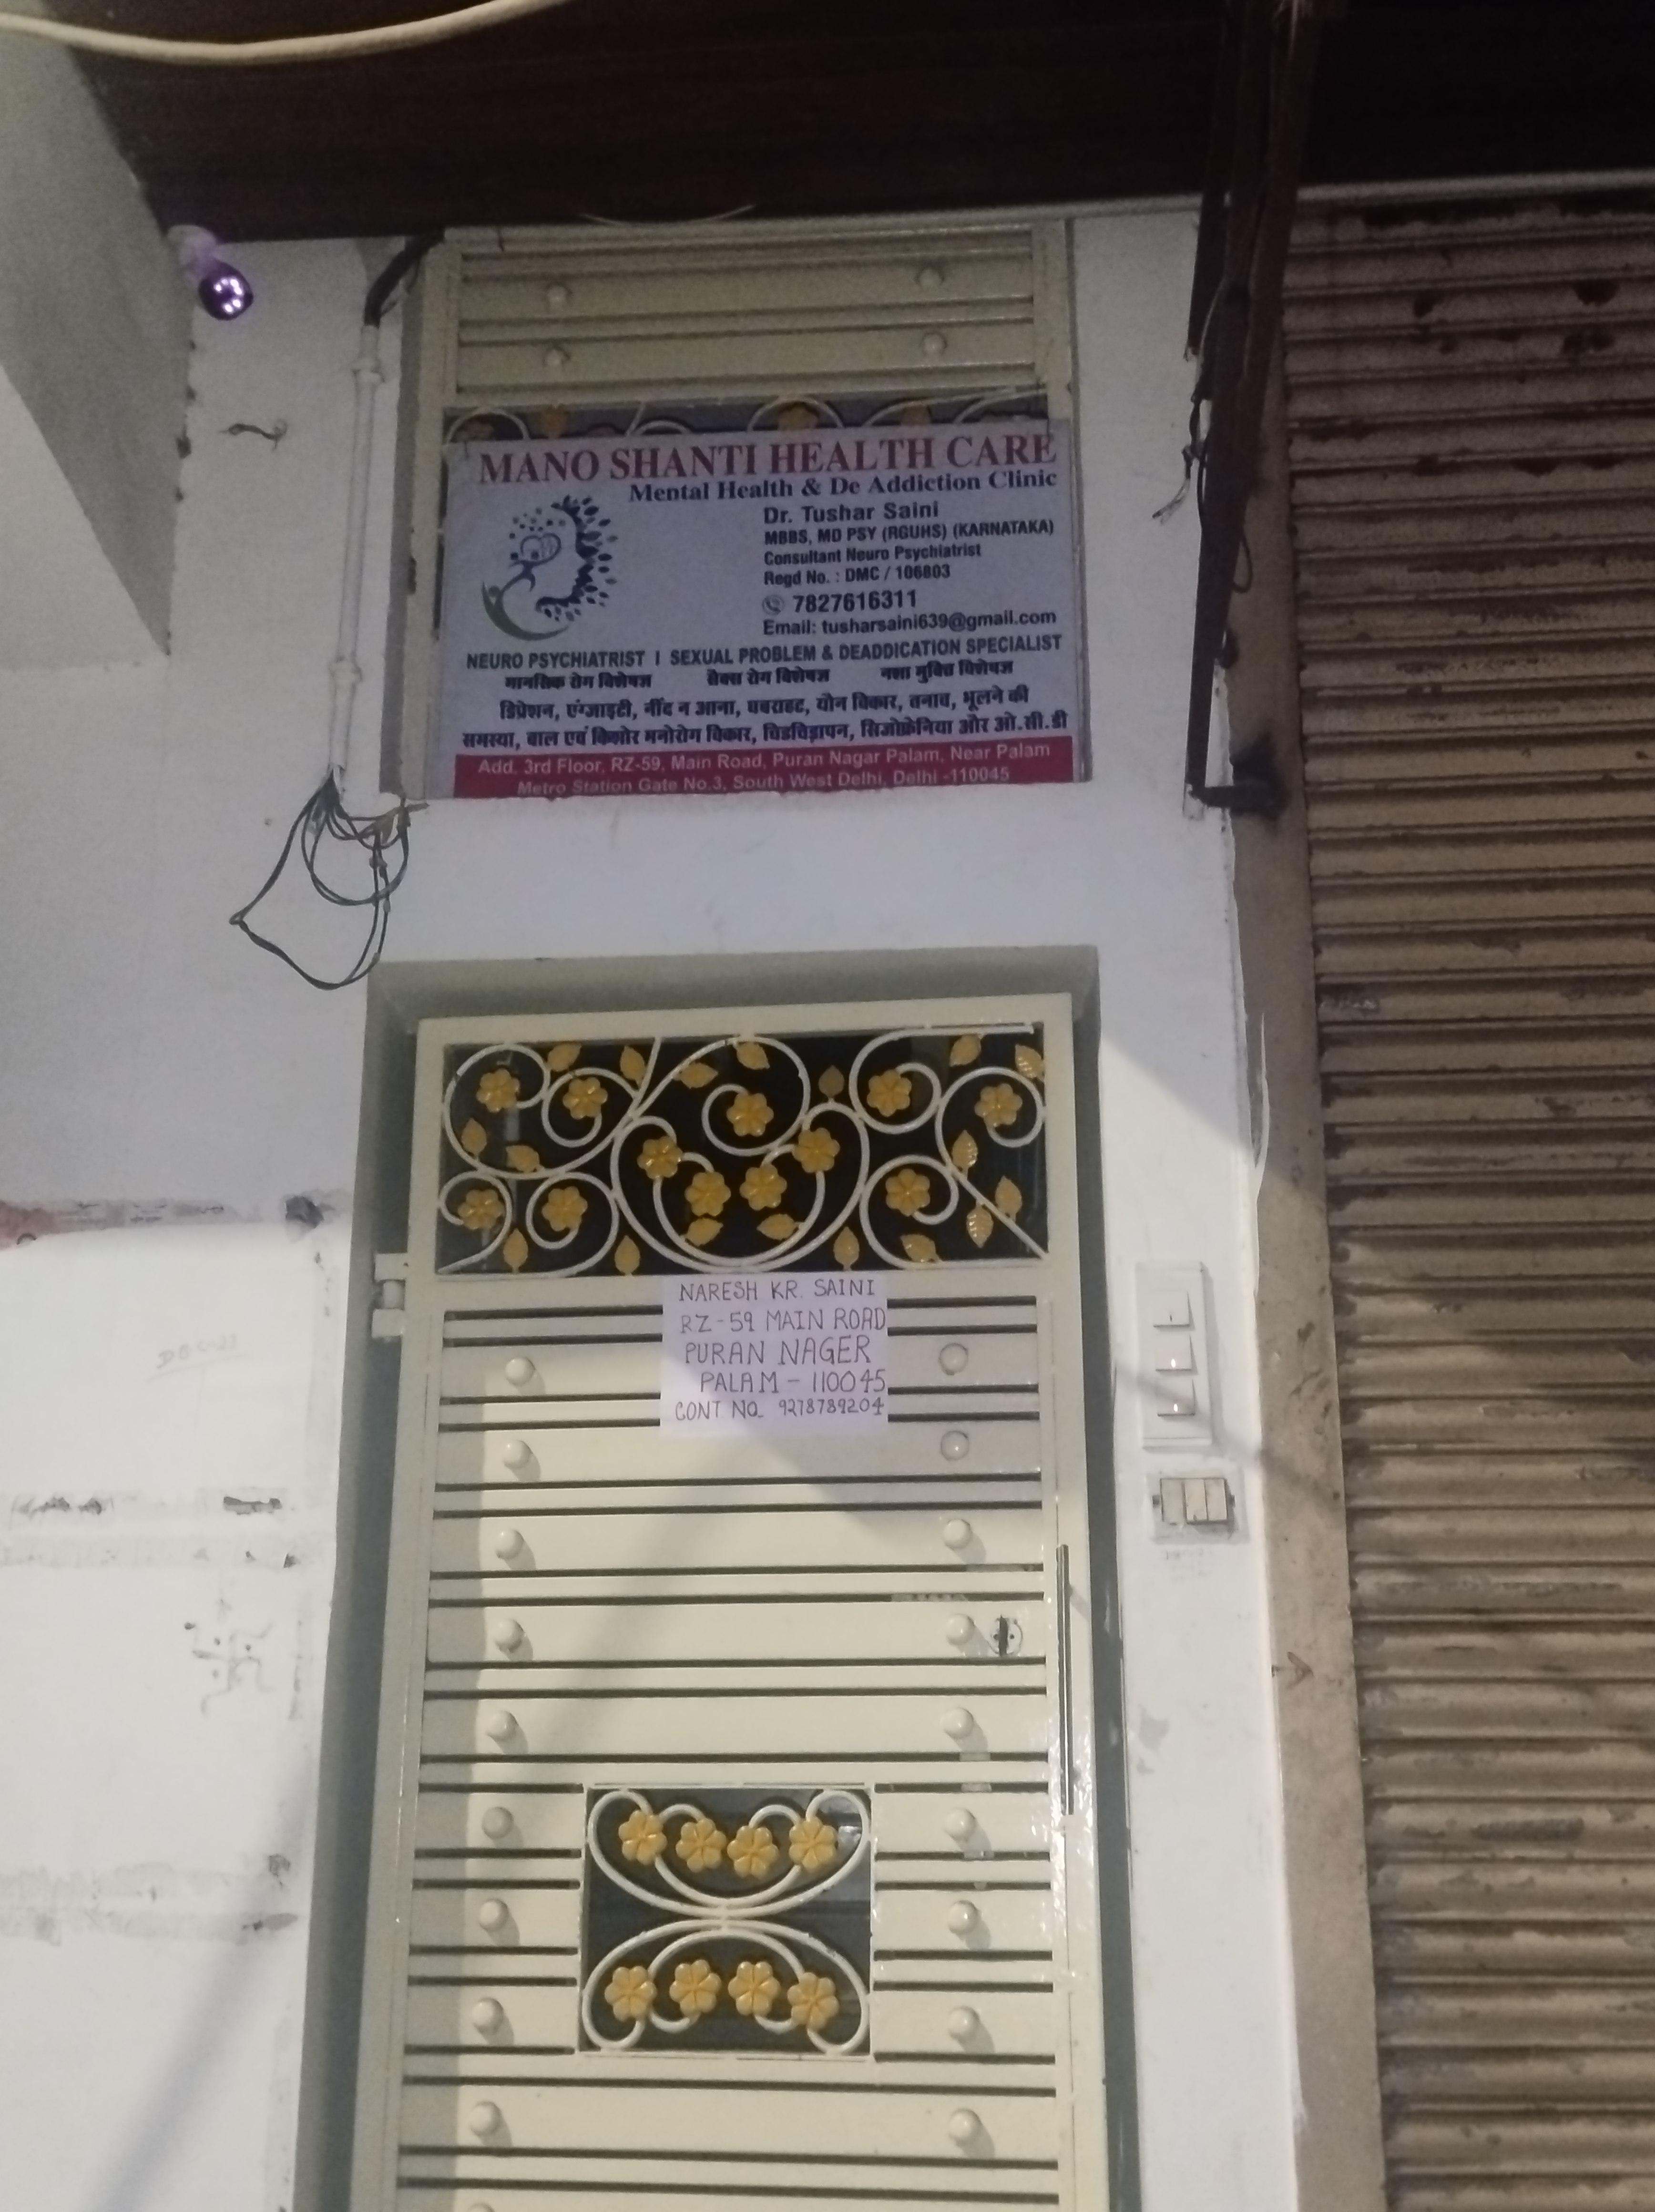 MANO SHANTI HEALTH CARE
Mental Health & De Addiction Clinic
Dr. Tushar Saini
MBBS, MD PSY (RGUHS) (KARNATAKA)
Consultant Neuro Psychiatrist
Regd No. : DMC / 106803
7827616311
Email: tusharsaini639@gmail.com
NEURO PSYCHIATRIST I SEXUAL PROBLEM & DEADDICATION SPECIALIST
मानसिक रोग विशेषज्ञ सैक्स रोग विशेषज्ञ नशा मुक्ति विशेषज्ञ
डिप्रेशन, एंग्जाइटी, नींद न आना, घबराहट, यौन विकार, तनाव, भूलने की
समस्या, बाल एवं किशोर मनोरोग विकार, चिडचिड़ापन, सिजोफ्रेनिया और ओ.सी.डी
Add. 3rd Floor, RZ-59, Main Road, Puran Nagar Palam, Near Palam
Metro Station Gate No.3, South West Delhi, Delhi -110045
NARESH KR. SAINI
RZ-59 MAIN ROAD
PURAN NAGER
PALAM - 110045
CONT NO. 9278789204